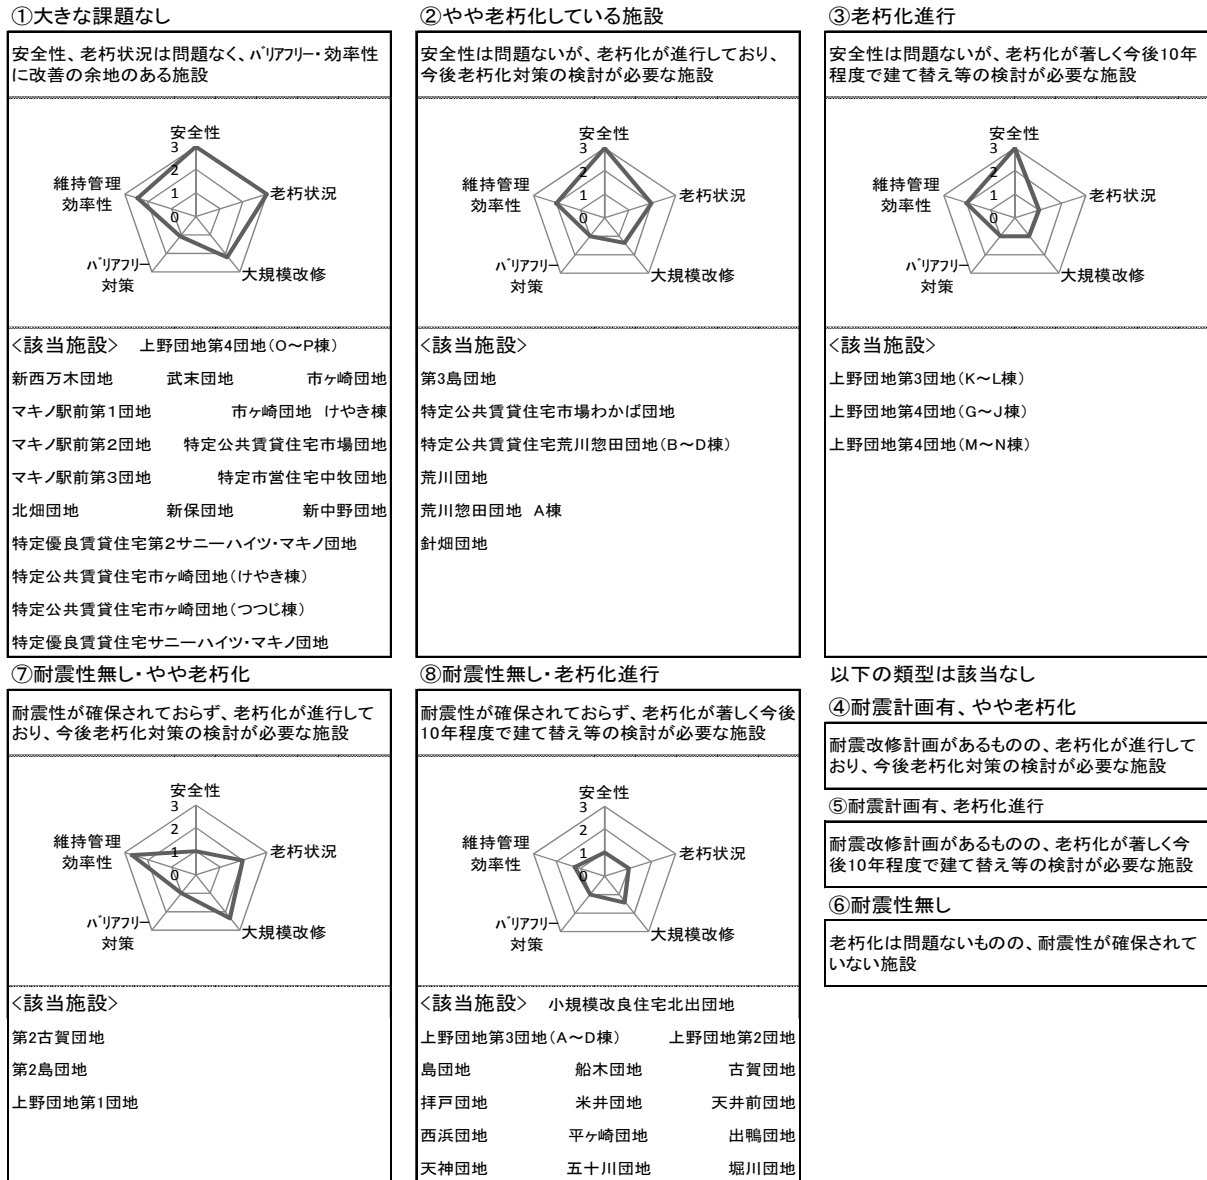 ①大きな課題なし
安全性、老朽状況は問題なく、バリアフリー・効率性
に改善の余地のある施設
安全性
3
2
1
0
老朽状況
大規模改修
バリアフリー
対策
維持管理
効率性
<該当施設> 上野団地第4団地(O～P棟)
新西万木団地 武末団地 市ヶ崎団地
マキノ駅前第1団地 市ヶ崎団地 けやき棟
マキノ駅前第2団地 特定公共賃貸住宅市場団地
マキノ駅前第3団地 特定市営住宅中牧団地
北畑団地 新保団地 新中野団地
特定優良賃貸住宅第2サニーハイツ・マキノ団地
特定公共賃貸住宅市ヶ崎団地(けやき棟)
特定公共賃貸住宅市ヶ崎団地(つつじ棟)
特定優良賃貸住宅サニーハイツ・マキノ団地
②やや老朽化している施設
安全性は問題ないが、老朽化が進行しており、
今後老朽化対策の検討が必要な施設
安全性
3
2
1
0
老朽状況
大規模改修
バリアフリー
対策
維持管理
効率性
<該当施設>
第3島団地
特定公共賃貸住宅市場わかば団地
特定公共賃貸住宅荒川惣田団地(B～D棟)
荒川団地
荒川惣田団地 A棟
針畑団地
③老朽化進行
安全性は問題ないが、老朽化が著しく今後10年
程度で建て替え等の検討が必要な施設
安全性
3
2
1
0
老朽状況
大規模改修
バリアフリー
対策
維持管理
効率性
<該当施設>
上野団地第3団地(K～L棟)
上野団地第4団地(G～J棟)
上野団地第4団地(M～N棟)
⑦耐震性無し・やや老朽化
耐震性が確保されておらず、老朽化が進行して
おり、今後老朽化対策の検討が必要な施設
安全性
3
2
1
0
老朽状況
大規模改修
バリアフリー
対策
維持管理
効率性
<該当施設>
第2古賀団地
第2島団地
上野団地第1団地
⑧耐震性無し・老朽化進行
耐震性が確保されておらず、老朽化が著しく今後
10年程度で建て替え等の検討が必要な施設
安全性
3
2
1
0
老朽状況
大規模改修
バリアフリー
対策
維持管理
効率性
<該当施設> 小規模改良住宅北出団地
上野団地第3団地(A～D棟) 上野団地第2団地
島団地 船木団地 古賀団地
拝戸団地 米井団地 天井前団地
西浜団地 平ヶ崎団地 出鴨団地
天神団地 五十川団地 堀川団地
以下の類型は該当なし
④耐震計画有、やや老朽化
耐震改修計画があるものの、老朽化が進行して
おり、今後老朽化対策の検討が必要な施設
⑤耐震計画有、老朽化進行
耐震改修計画があるものの、老朽化が著しく今
後10年程度で建て替え等の検討が必要な施設
⑥耐震性無し
老朽化は問題ないものの、耐震性が確保されて
いない施設